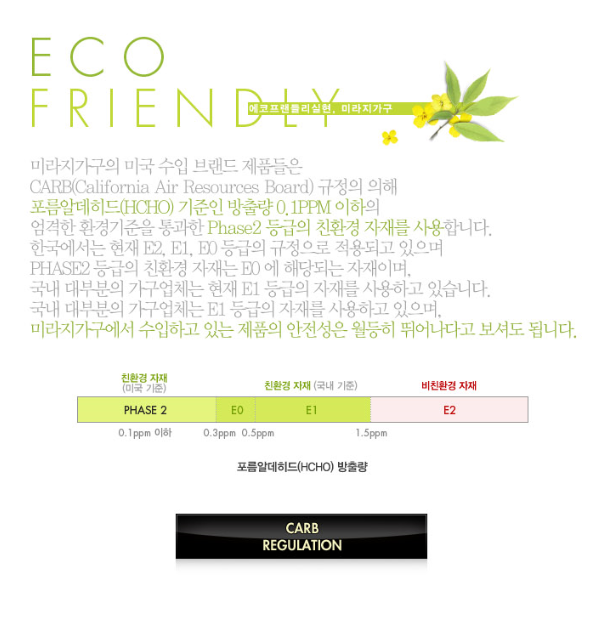 ECO
FRIENDLY
에코프랜들리실현, 미라지가구
미라지가구의 미국 수입 브랜드 제품들은
CARB(California Air Resources Board) 규정의 의해
포름알데히드(HCHO) 기준인 방출량 0.1PPM 이하의
엄격한 환경기준을 통과한 Phase2 등급의 친환경 자재를 사용합니다.
한국에서는 현재 E2, E1, E0 등급의 규정으로 적용되고 있으며
PHASE2 등급의 친환경 자재는 E0 에 해당되는 자재이며,
국내 대부분의 가구업체는 현재 E1 등급의 자재를 사용하고 있습니다.
국내 대부분의 가구업체는 E1 등급의 자재를 사용하고 있으며,
미라지가구에서 수입하고 있는 제품의 안전성은 월등히 뛰어나다고 보셔도 됩니다.
친환경 자재
(미국 기준)
친환경 자재 (국내 기준)
비친환경 자재
PHASE 2 E0 E1 E2
0.1ppm 이하 0.3ppm 0.5ppm 1.5ppm
포름알데히드(HCHO) 방출량
CARB
REGULATION